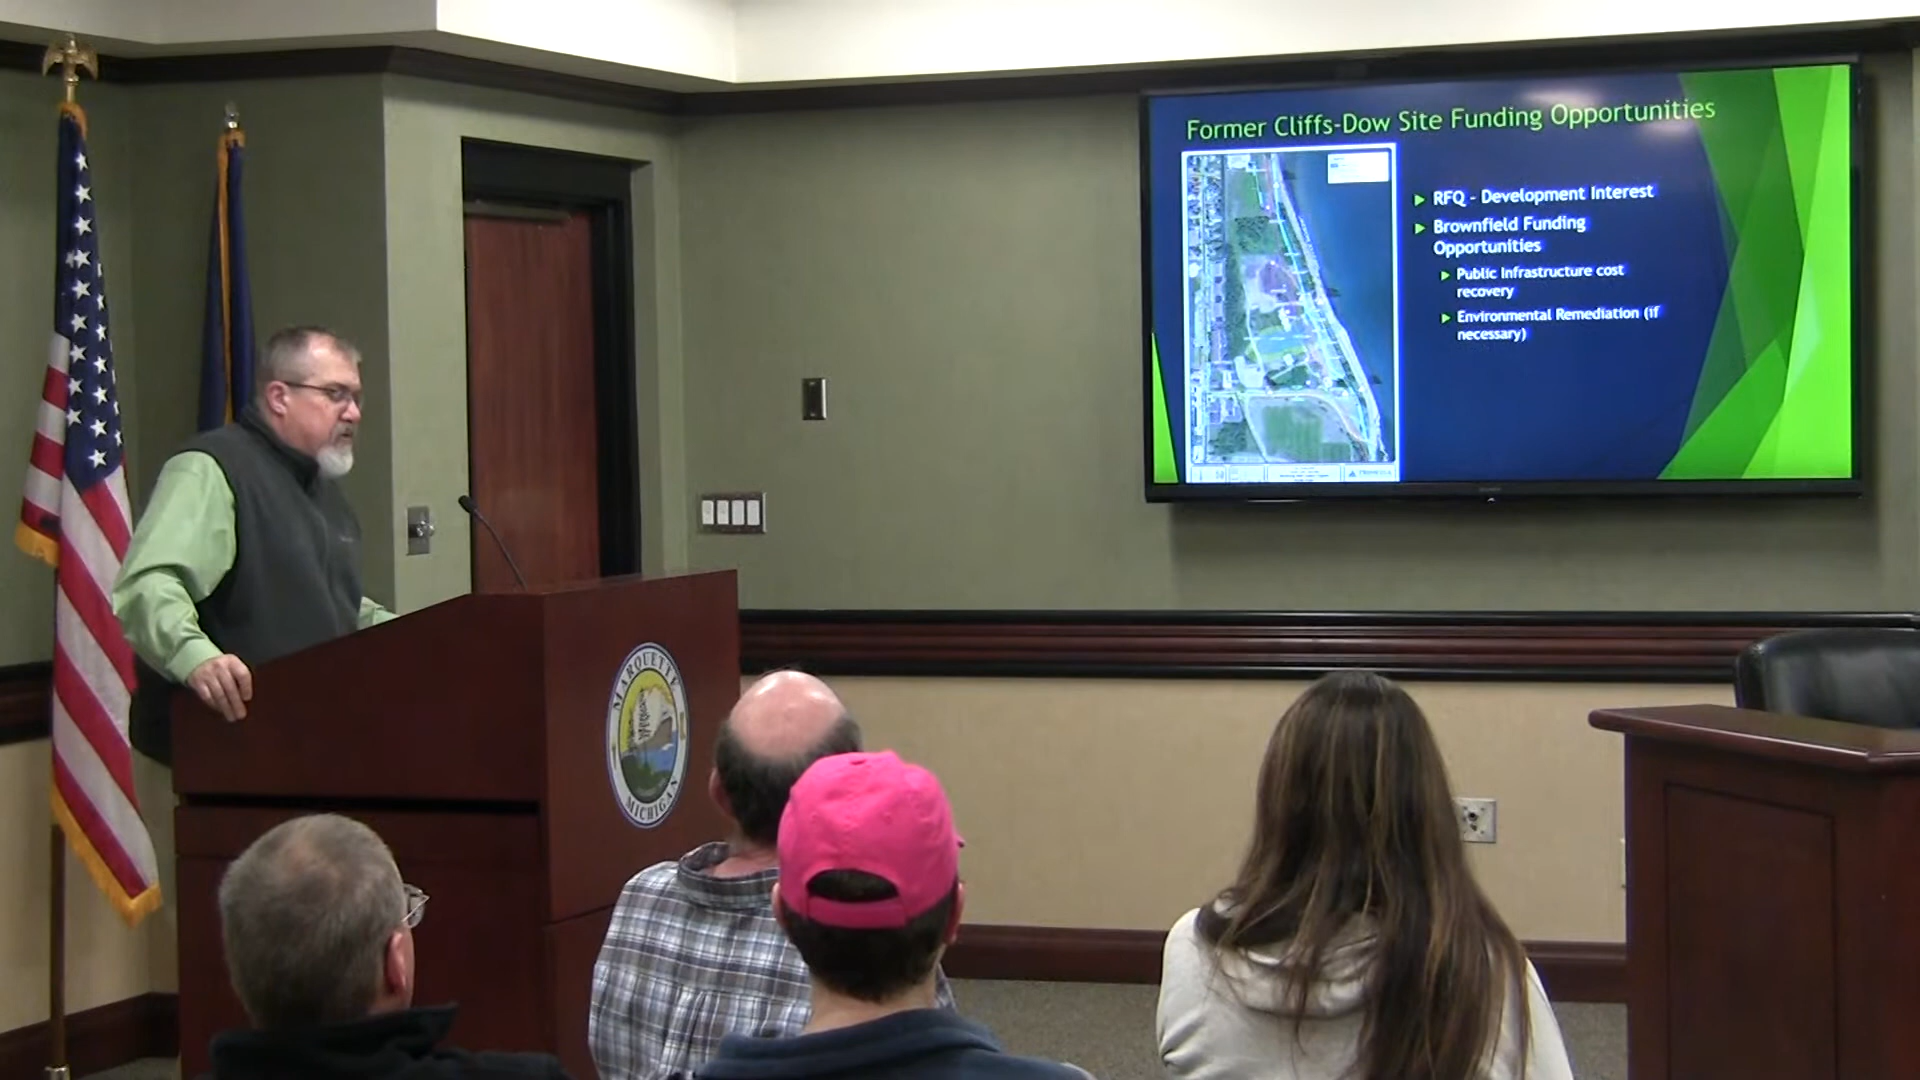 Former Cliffs-Dow Site Funding Opportunities
RFQ - Development Interest
Brownfield Funding
Opportunities
Public Infrastructure cost
recovery
Environmental Remediation (if
necessary)
MARQUETTE
MICHIGAN